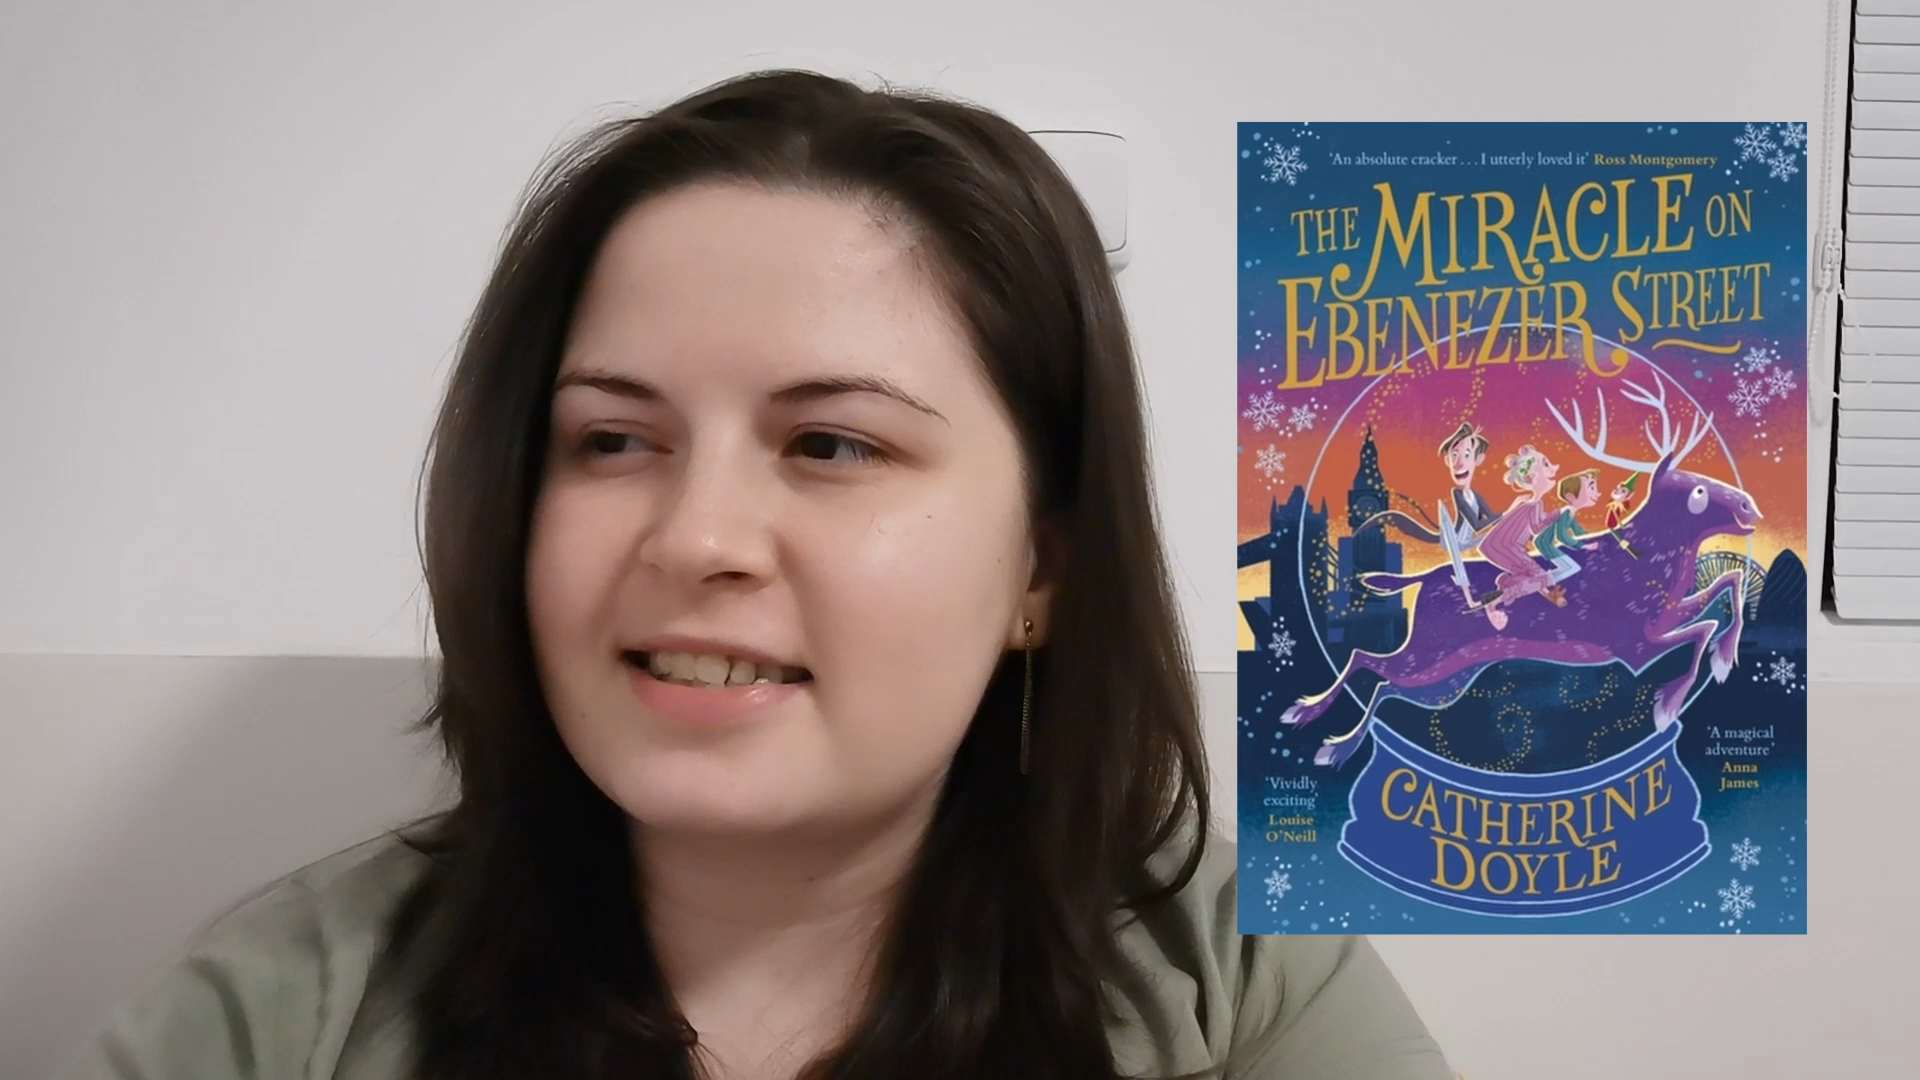 'An absolute cracker . . . I utterly loved it' Ross Montgomery
THE MIRACLE ON
EBENEZER STREET
'A magical
adventure'
Anna
James
'Vividly
exciting'
Louise
O'Neill
CATHERINE
DOYLE